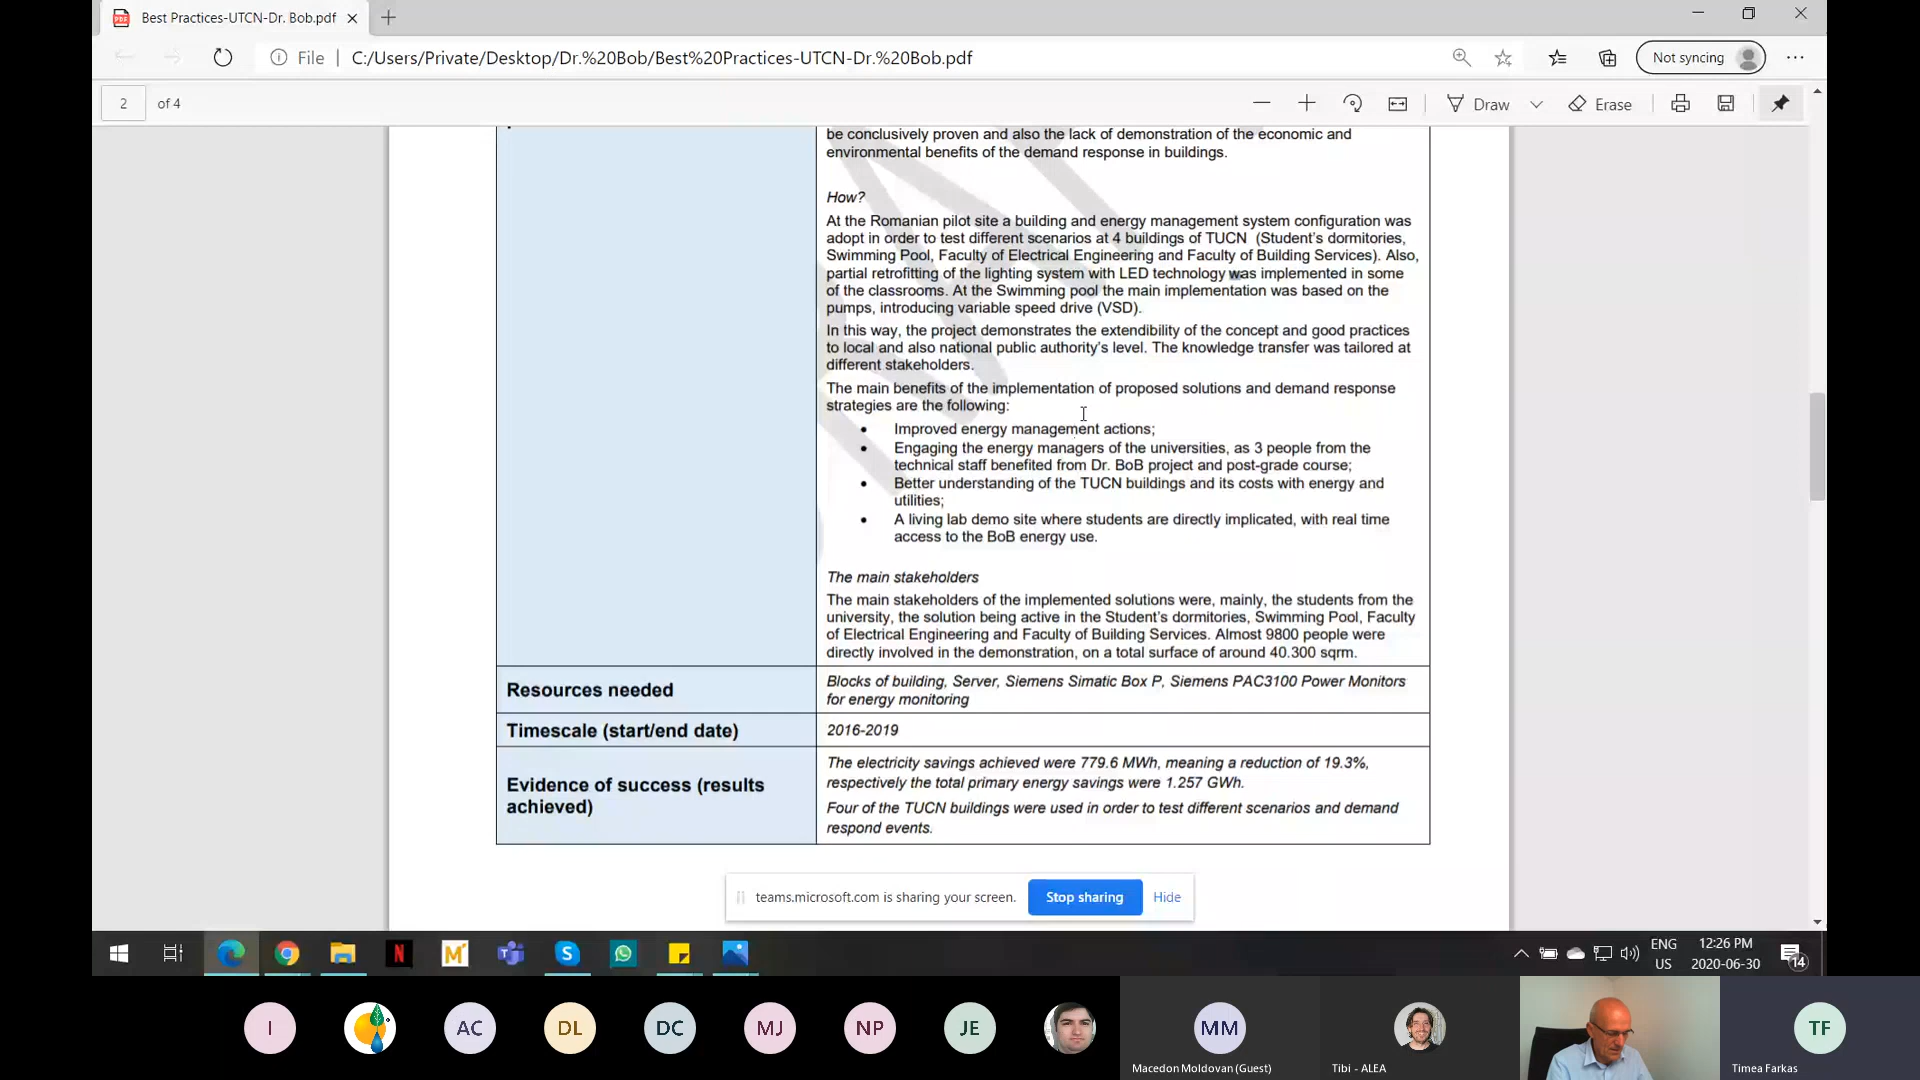 Best Practices-UTCN-Dr. Bob.pdf
File
C:/Users/Private/Desktop/Dr.%20Bob/Best%20Practices-UTCN-Dr.%20Bob.pdf
Not syncing
2 of 4
Draw
Erase
be conclusively proven and also the lack of demonstration of the economic and
environmental benefits of the demand response in buildings.
How?
At the Romanian pilot site a building and energy management system configuration was
adopt in order to test different scenarios at 4 buildings of TUCN (Student's dormitories,
Swimming Pool, Faculty of Electrical Engineering and Faculty of Building Services). Also,
partial retrofitting of the lighting system with LED technology was implemented in some
of the classrooms. At the Swimming pool the main implementation was based on the
pumps, introducing variable speed drive (VSD).
In this way, the project demonstrates the extendibility of the concept and good practices
to local and also national public authority's level. The knowledge transfer was tailored at
different stakeholders.
The main benefits of the implementation of proposed solutions and demand response
strategies are the following:
• Improved energy management actions;
• Engaging the energy managers of the universities, as 3 people from the
technical staff benefited from Dr. BoB project and post-grade course;
• Better understanding of the TUCN buildings and its costs with energy and
utilities;
• A living lab demo site where students are directly implicated, with real time
access to the BoB energy use.
The main stakeholders
The main stakeholders of the implemented solutions were, mainly, the students from the
university, the solution being active in the Student's dormitories, Swimming Pool, Faculty
of Electrical Engineering and Faculty of Building Services. Almost 9800 people were
directly involved in the demonstration, on a total surface of around 40.300 sqrm.
Resources needed
Blocks of building, Server, Siemens Simatic Box P, Siemens PAC3100 Power Monitors
for energy monitoring
Timescale (start/end date)
2016-2019
Evidence of success (results
achieved)
The electricity savings achieved were 779.6 MWh, meaning a reduction of 19.3%,
respectively the total primary energy savings were 1.257 GWh.
Four of the TUCN buildings were used in order to test different scenarios and demand
respond events.
teams.microsoft.com is sharing your screen.
Stop sharing
Hide
ENG
US
12:26 PM
2020-06-30
14
I
AC
DL
DC
MJ
NP
JE
MM
TF
Macedon Moldovan (Guest)
Tibi - ALEA
Timea Farkas